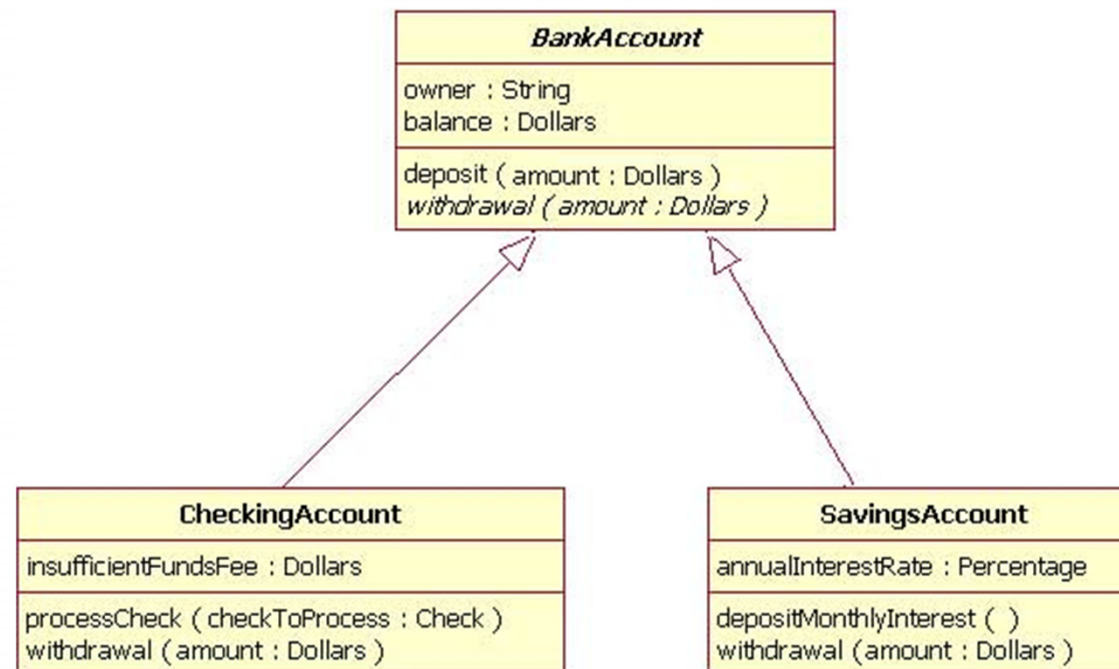 BankAccount
owner : String
balance : Dollars
deposit ( amount : Dollars )
withdrawal ( amount : Dollars )
CheckingAccount
insufficientFundsFee : Dollars
processCheck ( checkToProcess : Check )
withdrawal ( amount : Dollars )
SavingsAccount
annualInterestRate : Percentage
depositMonthlyInterest ( )
withdrawal ( amount : Dollars )